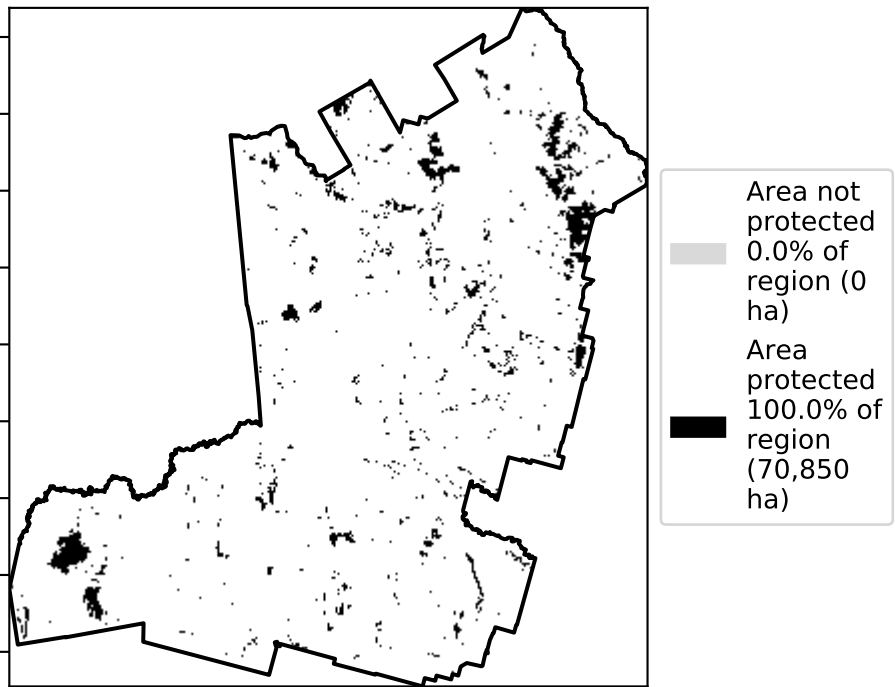 Area not
protected
0.0% of
region (0
ha)
Area
protected
100.0% of
region
(70,850
ha)